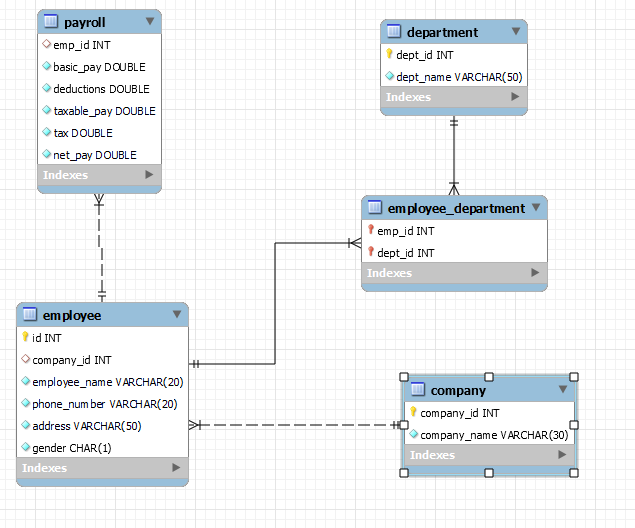 payroll
emp_id INT
basic_pay DOUBLE
deductions DOUBLE
taxable_pay DOUBLE
tax DOUBLE
net_pay DOUBLE
Indexes
department
dept_id INT
dept_name VARCHAR(50)
Indexes
employee_department
emp_id INT
dept_id INT
Indexes
employee
id INT
company_id INT
employee_name VARCHAR(20)
phone_number VARCHAR(20)
address VARCHAR(50)
gender CHAR(1)
Indexes
company
company_id INT
company_name VARCHAR(30)
Indexes